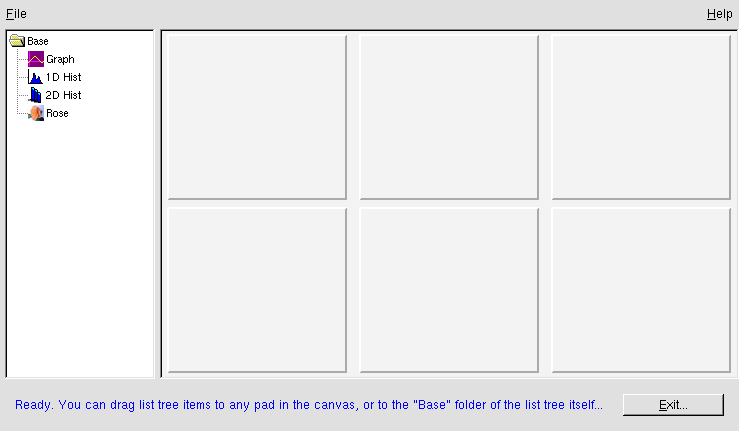 File Help
Base
Graph
1D Hist
2D Hist
Rose
Ready. You can drag list tree items to any pad in the canvas, or to the "Base" folder of the list tree itself... Exit...